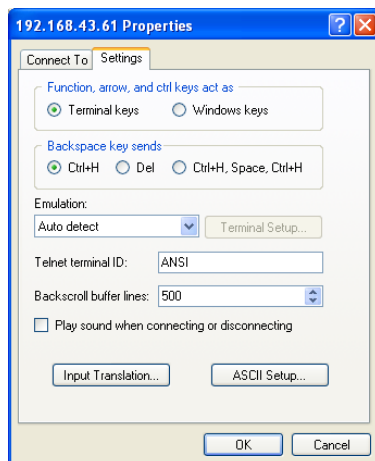 192.168.43.61 Properties
Connect To Settings
Function, arrow, and ctrl keys act as
Terminal keys Windows keys
Backspace key sends
Ctrl+H Del Ctrl+H, Space, Ctrl+H
Emulation:
Auto detect Terminal Setup...
Telnet terminal ID: ANSI
Backscroll buffer lines: 500
Play sound when connecting or disconnecting
Input Translation... ASCII Setup...
OK Cancel